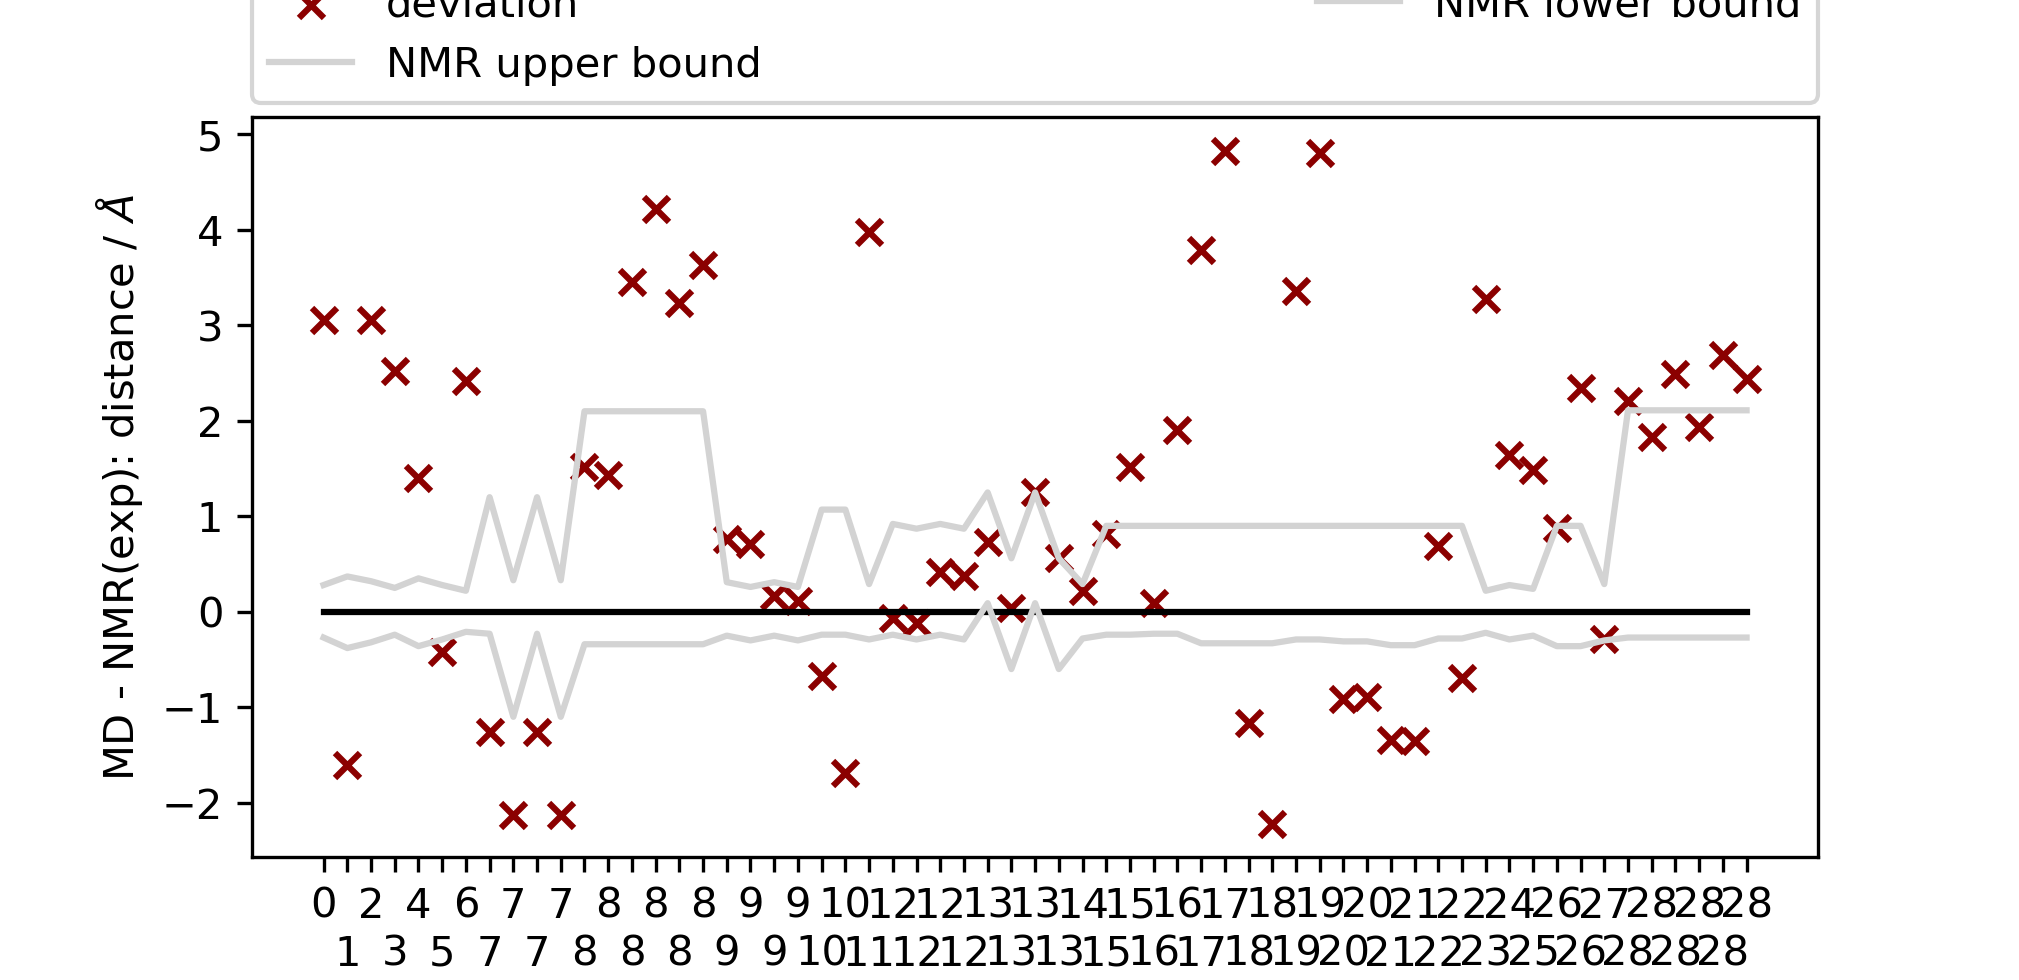 deviation
NMR lower bound
NMR upper bound
5
4
3
2
1
0
−1
−2
MD - NMR(exp): distance / Å
0 2 4 6 7 7 8 8 8 9 9 10 12 12 13 13 14 15 16 17 18 19 20 21 22 24 26 27 28 28 28
1 3 5 7 7 8 8 8 9 9 10 11 12 12 13 13 15 16 17 18 19 20 21 22 23 25 26 28 28 28